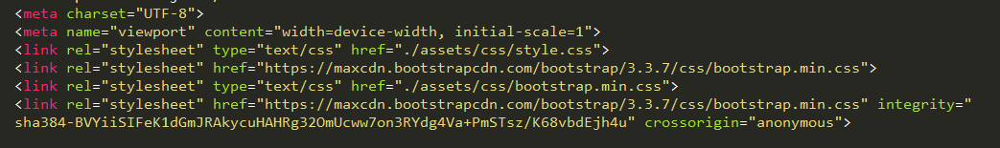 <meta charset="UTF-8">
<meta name="viewport" content="width=device-width, initial-scale=1">
<link rel="stylesheet" type="text/css" href="./assets/css/style.css">
<link rel="stylesheet" href="https://maxcdn.bootstrapcdn.com/bootstrap/3.3.7/css/bootstrap.min.css">
<link rel="stylesheet" type="text/css" href="./assets/css/bootstrap.min.css">
<link rel="stylesheet" href="https://maxcdn.bootstrapcdn.com/bootstrap/3.3.7/css/bootstrap.min.css" integrity="
sha384-BVYiiSIFeK1dGmJRAkycuHAHRg32OmUcww7on3RYdg4Va+PmSTsz/K68vbdEjh4u" crossorigin="anonymous">